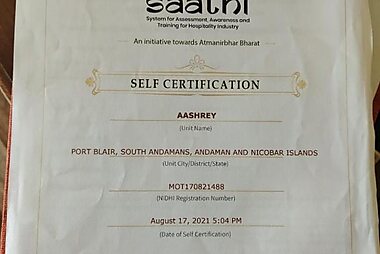 saathi
System for Assessment, Awareness and
Training for Hospitality Industry
An initiative towards Atmanirbhar Bharat
SELF CERTIFICATION
AASHREY
(Unit Name)
PORT BLAIR, SOUTH ANDAMANS, ANDAMAN AND NICOBAR ISLANDS
(Unit City/District/State)
MOT170821488
(NIDHI Registration Number)
August 17, 2021 5:04 PM
(Date of Self Certification)